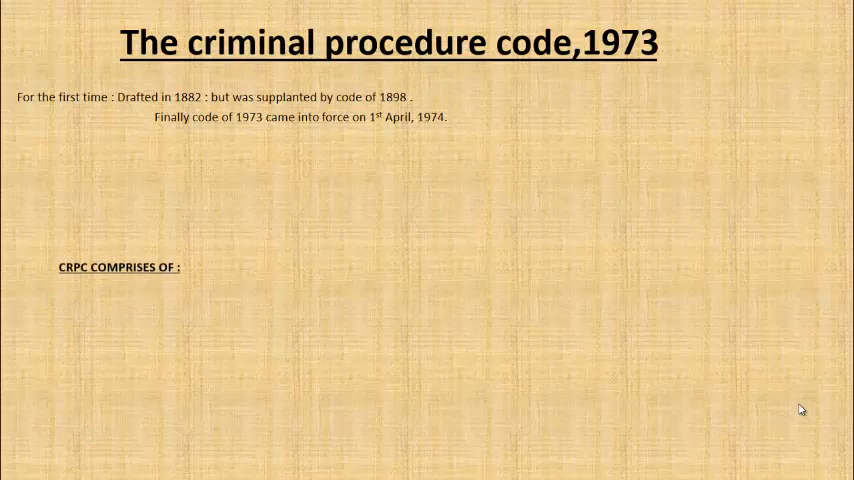 The criminal procedure code,1973
For the first time : Drafted in 1882 : but was supplanted by code of 1898 .
Finally code of 1973 came into force on 1st April, 1974.
CRPC COMPRISES OF :